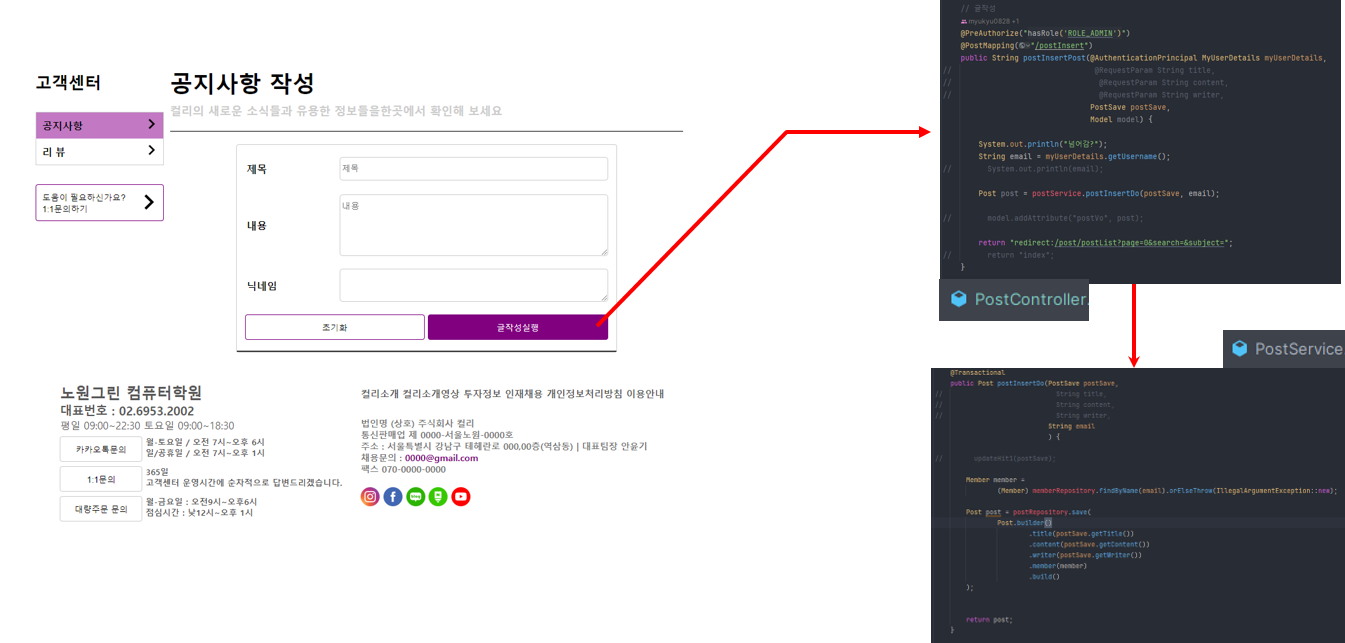 고객센터
공지사항
리 뷰
도움이 필요하신가요?
1:1문의하기
공지사항 작성
컬리의 새로운 소식들과 유용한 정보들을한곳에서 확인해 보세요
제목
제목
내용
내용
닉네임
초기화
글작성실행
노원그린 컴퓨터학원
대표번호 : 02.6953.2002
평일 09:00~22:30 토요일 09:00~18:30
카카오톡문의
월-토요일 / 오전 7시~오후 6시
일/공휴일 / 오전 7시~오후 1시
1:1문의
365일
고객센터 운영시간에 순차적으로 답변드리겠습니다.
대량주문 문의
월-금요일 : 오전9시~오후6시
점심시간 : 낮12시~오후 1시
컬리소개 컬리소개영상 투자정보 인재채용 개인정보처리방침 이용안내
법인명 (상호) 주식회사 컬리
통신판매업 제 0000-서울노원-0000호
주소 : 서울특별시 강남구 테헤란로 000,00층(역삼동) | 대표팀장 안윤기
채용문의 : 0000@gmail.com
팩스 070-0000-0000
// 글작성
myukyu0828 +1
@PreAuthorize("hasRole('ROLE_ADMIN')")
@PostMapping("/postInsert")
public String postInsertPost(@AuthenticationPrincipal MyUserDetails myUserDetails,
// @RequestParam String title,
// @RequestParam String content,
// @RequestParam String writer,
PostSave postSave,
Model model) {
System.out.println("넘어감?");
String email = myUserDetails.getUsername();
// System.out.println(email);
Post post = postService.postInsertDo(postSave, email);
// model.addAttribute("postVo", post);
return "redirect:/post/postList?page=0&search=&subject=";
// return "index";
}
PostController.
PostService
@Transactional
public Post postInsertDo(PostSave postSave,
// String title,
// String content,
// String writer,
String email
) {
// updateHit1(postSave);
Member member =
(Member) memberRepository.findByName(email).orElseThrow(IllegalArgumentException::new);
Post post = postRepository.save(
Post.builder()
.title(postSave.getTitle())
.content(postSave.getContent())
.writer(postSave.getWriter())
.member(member)
.build()
);
return post;
}